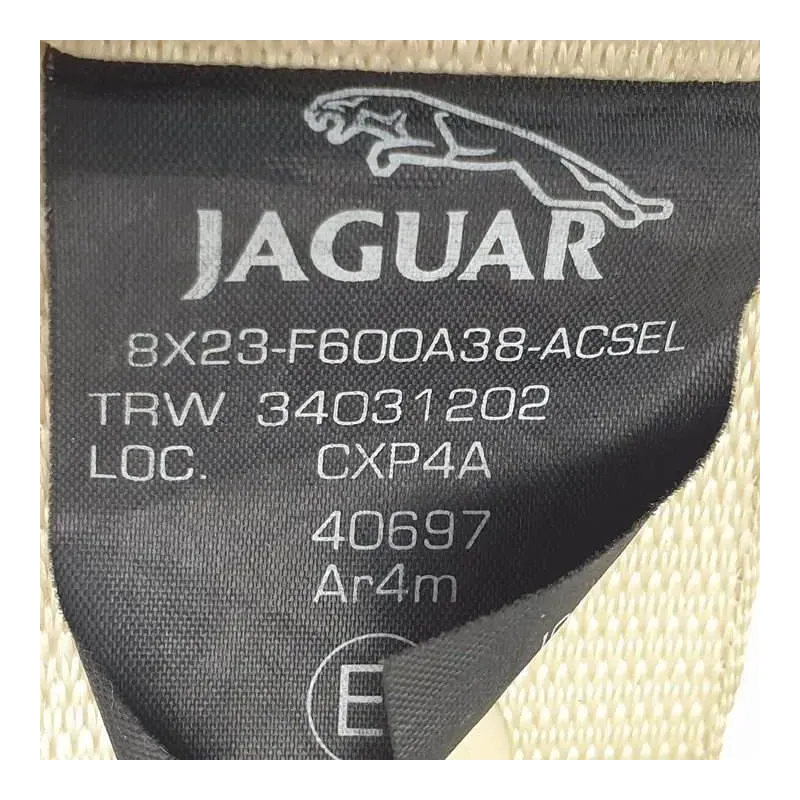 JAGUAR
8X23-F600A38-ACSEL
TRW 34031202
LOC. CXP4A
40697
Ar4m
E